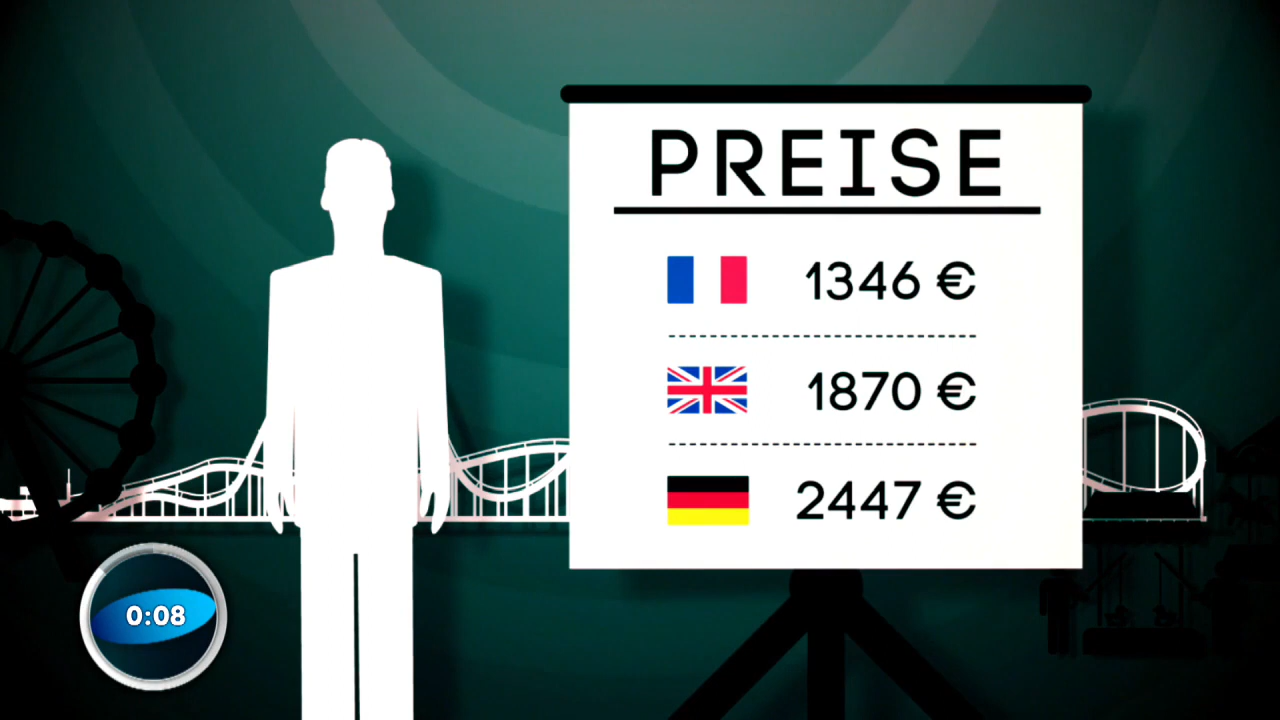 PREISE
1346 €
1870 €
2447 €
0:08